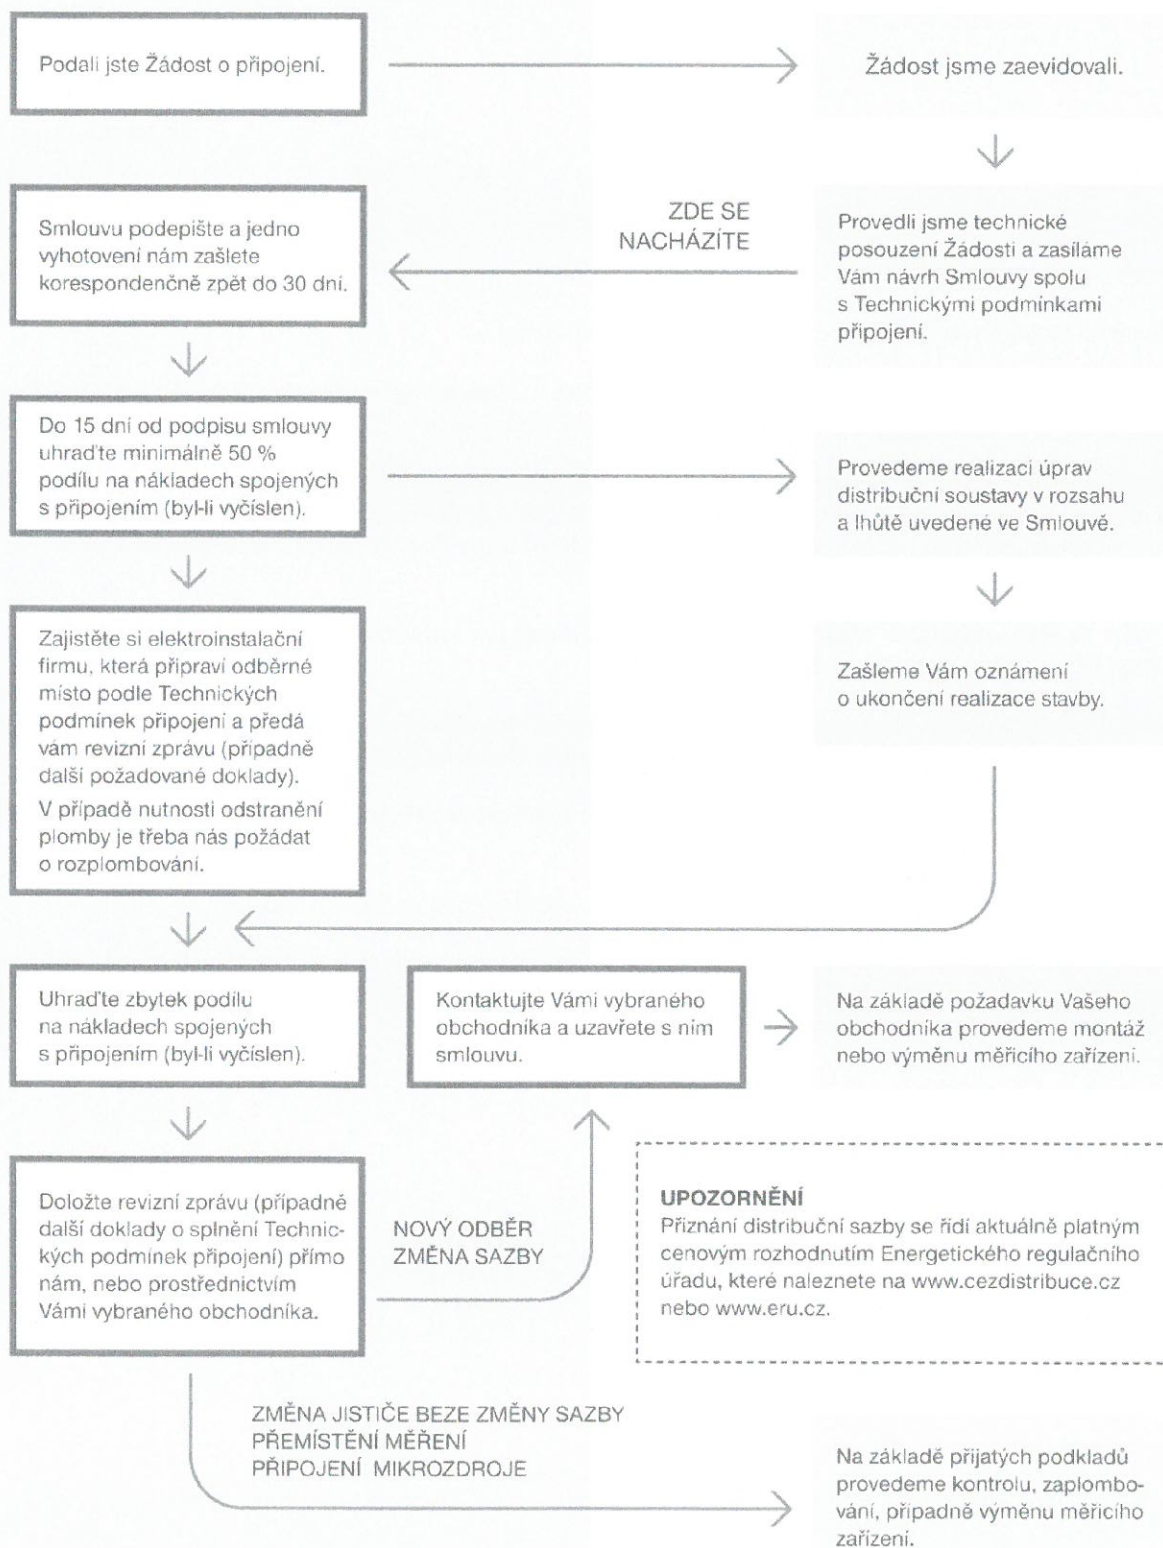 Podali jste Žádost o připojení.
Žádost jsme zaevidovali.
Smlouvu podepište a jedno
vyhotovení nám zašlete
korespondenčně zpět do 30 dní.
ZDE SE
NACHÁZÍTE
Provedli jsme technické
posouzení Žádosti a zasíláme
Vám návrh Smlouvy spolu
s Technickými podmínkami
připojení.
Do 15 dní od podpisu smlouvy
uhraďte minimálně 50 %
podílu na nákladech spojených
s připojením (byl-li vyčíslen).
Provedeme realizaci úprav
distribuční soustavy v rozsahu
a lhůtě uvedené ve Smlouvě.
Zajistěte si elektroinstalační
firmu, která připraví odběrné
místo podle Technických
podmínek připojení a předá
vám revizní zprávu (případně
další požadované doklady).
V případě nutnosti odstranění
plomby je třeba nás požádat
o rozplombování.
Zašleme Vám oznámení
o ukončení realizace stavby.
Uhraďte zbytek podílu
na nákladech spojených
s připojením (byl-li vyčíslen).
Kontaktujte Vámi vybraného
obchodníka a uzavřete s ním
smlouvu.
Na základě požadavku Vašeho
obchodníka provedeme montáž
nebo výměnu měřicího zařízení.
Doložte revizní zprávu (případně
další doklady o splnění Technic-
kých podmínek připojení) přímo
nám, nebo prostřednictvím
Vámi vybraného obchodníka.
NOVÝ ODBĚR
ZMĚNA SAZBY
UPOZORNĚNÍ
Přiznání distribuční sazby se řídí aktuálně platným
cenovým rozhodnutím Energetického regulačního
úřadu, které naleznete na www.cezdistribuce.cz
nebo www.eru.cz.
ZMĚNA JISTIČE BEZE ZMĚNY SAZBY
PŘEMÍSTĚNÍ MĚŘENÍ
PŘIPOJENÍ MIKROZDROJE
Na základě přijatých podkladů
provedeme kontrolu, zaplombo-
vání, případně výměnu měřicího
zařízení.